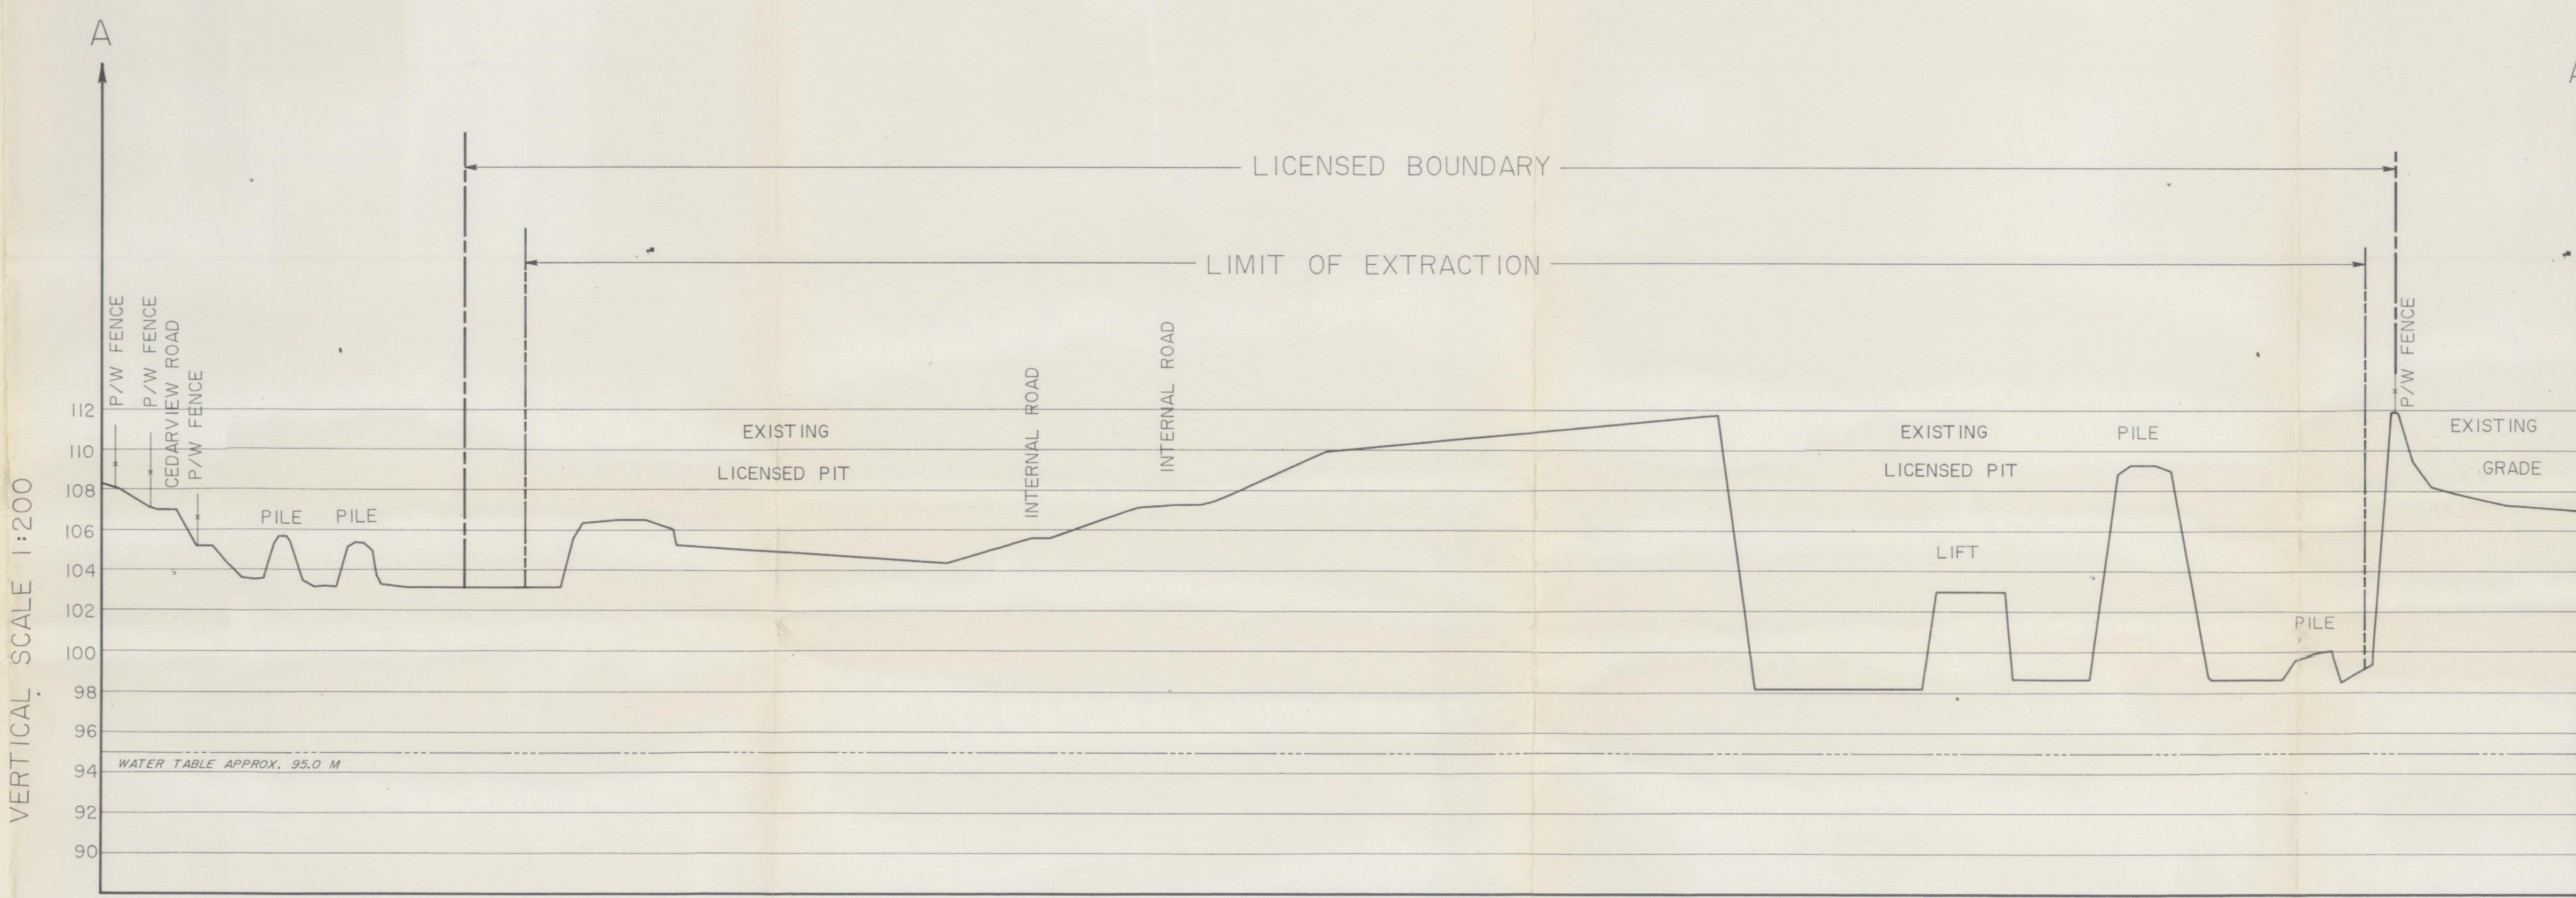 A
LICENSED BOUNDARY
LIMIT OF EXTRACTION
P/W FENCE
P/W FENCE
CEDARVIEW ROAD
P/W FENCE
INTERNAL ROAD
INTERNAL ROAD
P/W FENCE
EXISTING
LICENSED PIT
EXISTING
LICENSED PIT
PILE
EXISTING
GRADE
PILE
PILE
LIFT
PILE
VERTICAL SCALE 1:200
112
110
108
106
104
102
100
98
96
94
92
90
WATER TABLE APPROX. 95.0 M